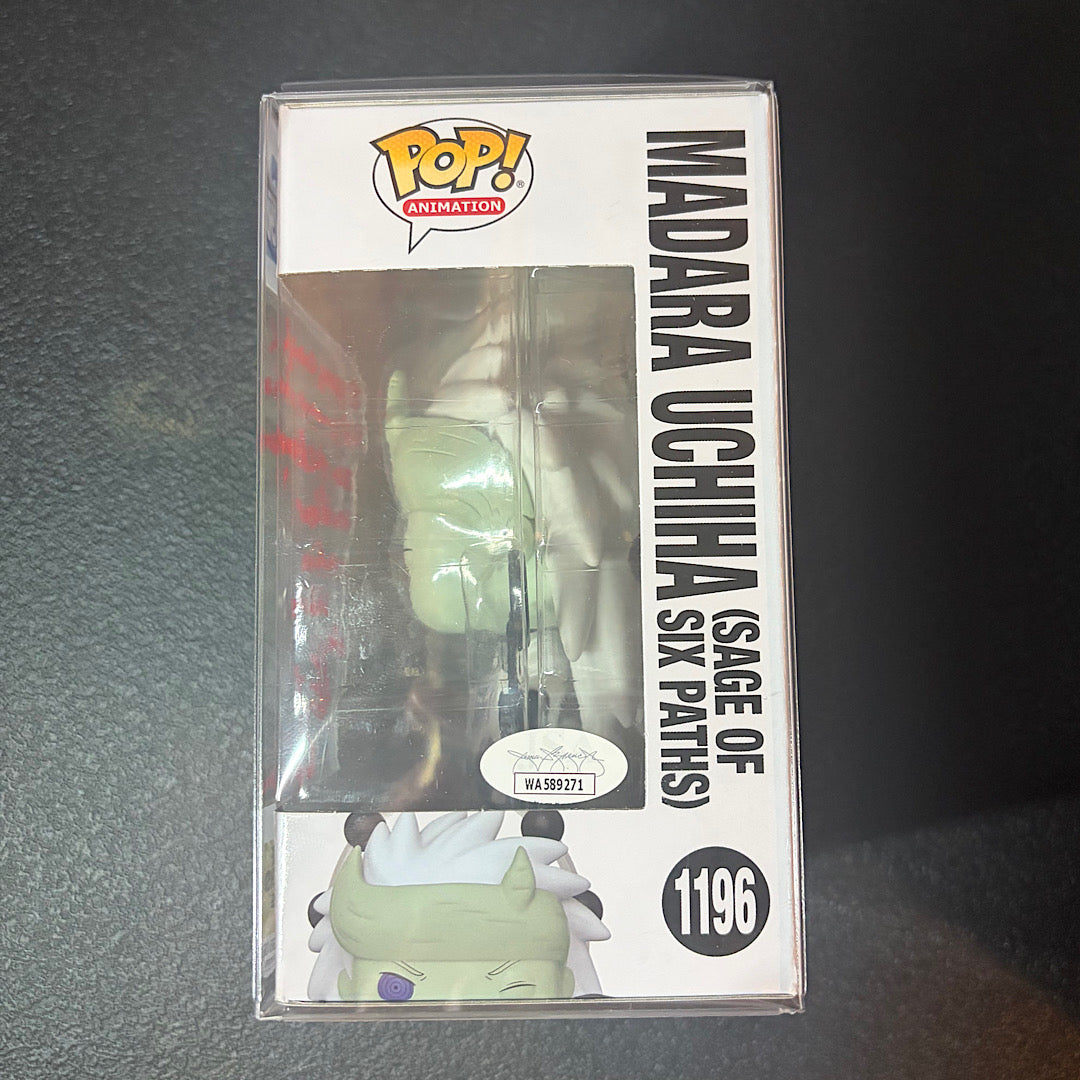 POP!®
ANIMATION
MADARA UCHIHA
(SAGE OF
SIX PATHS)
WA589271
1196